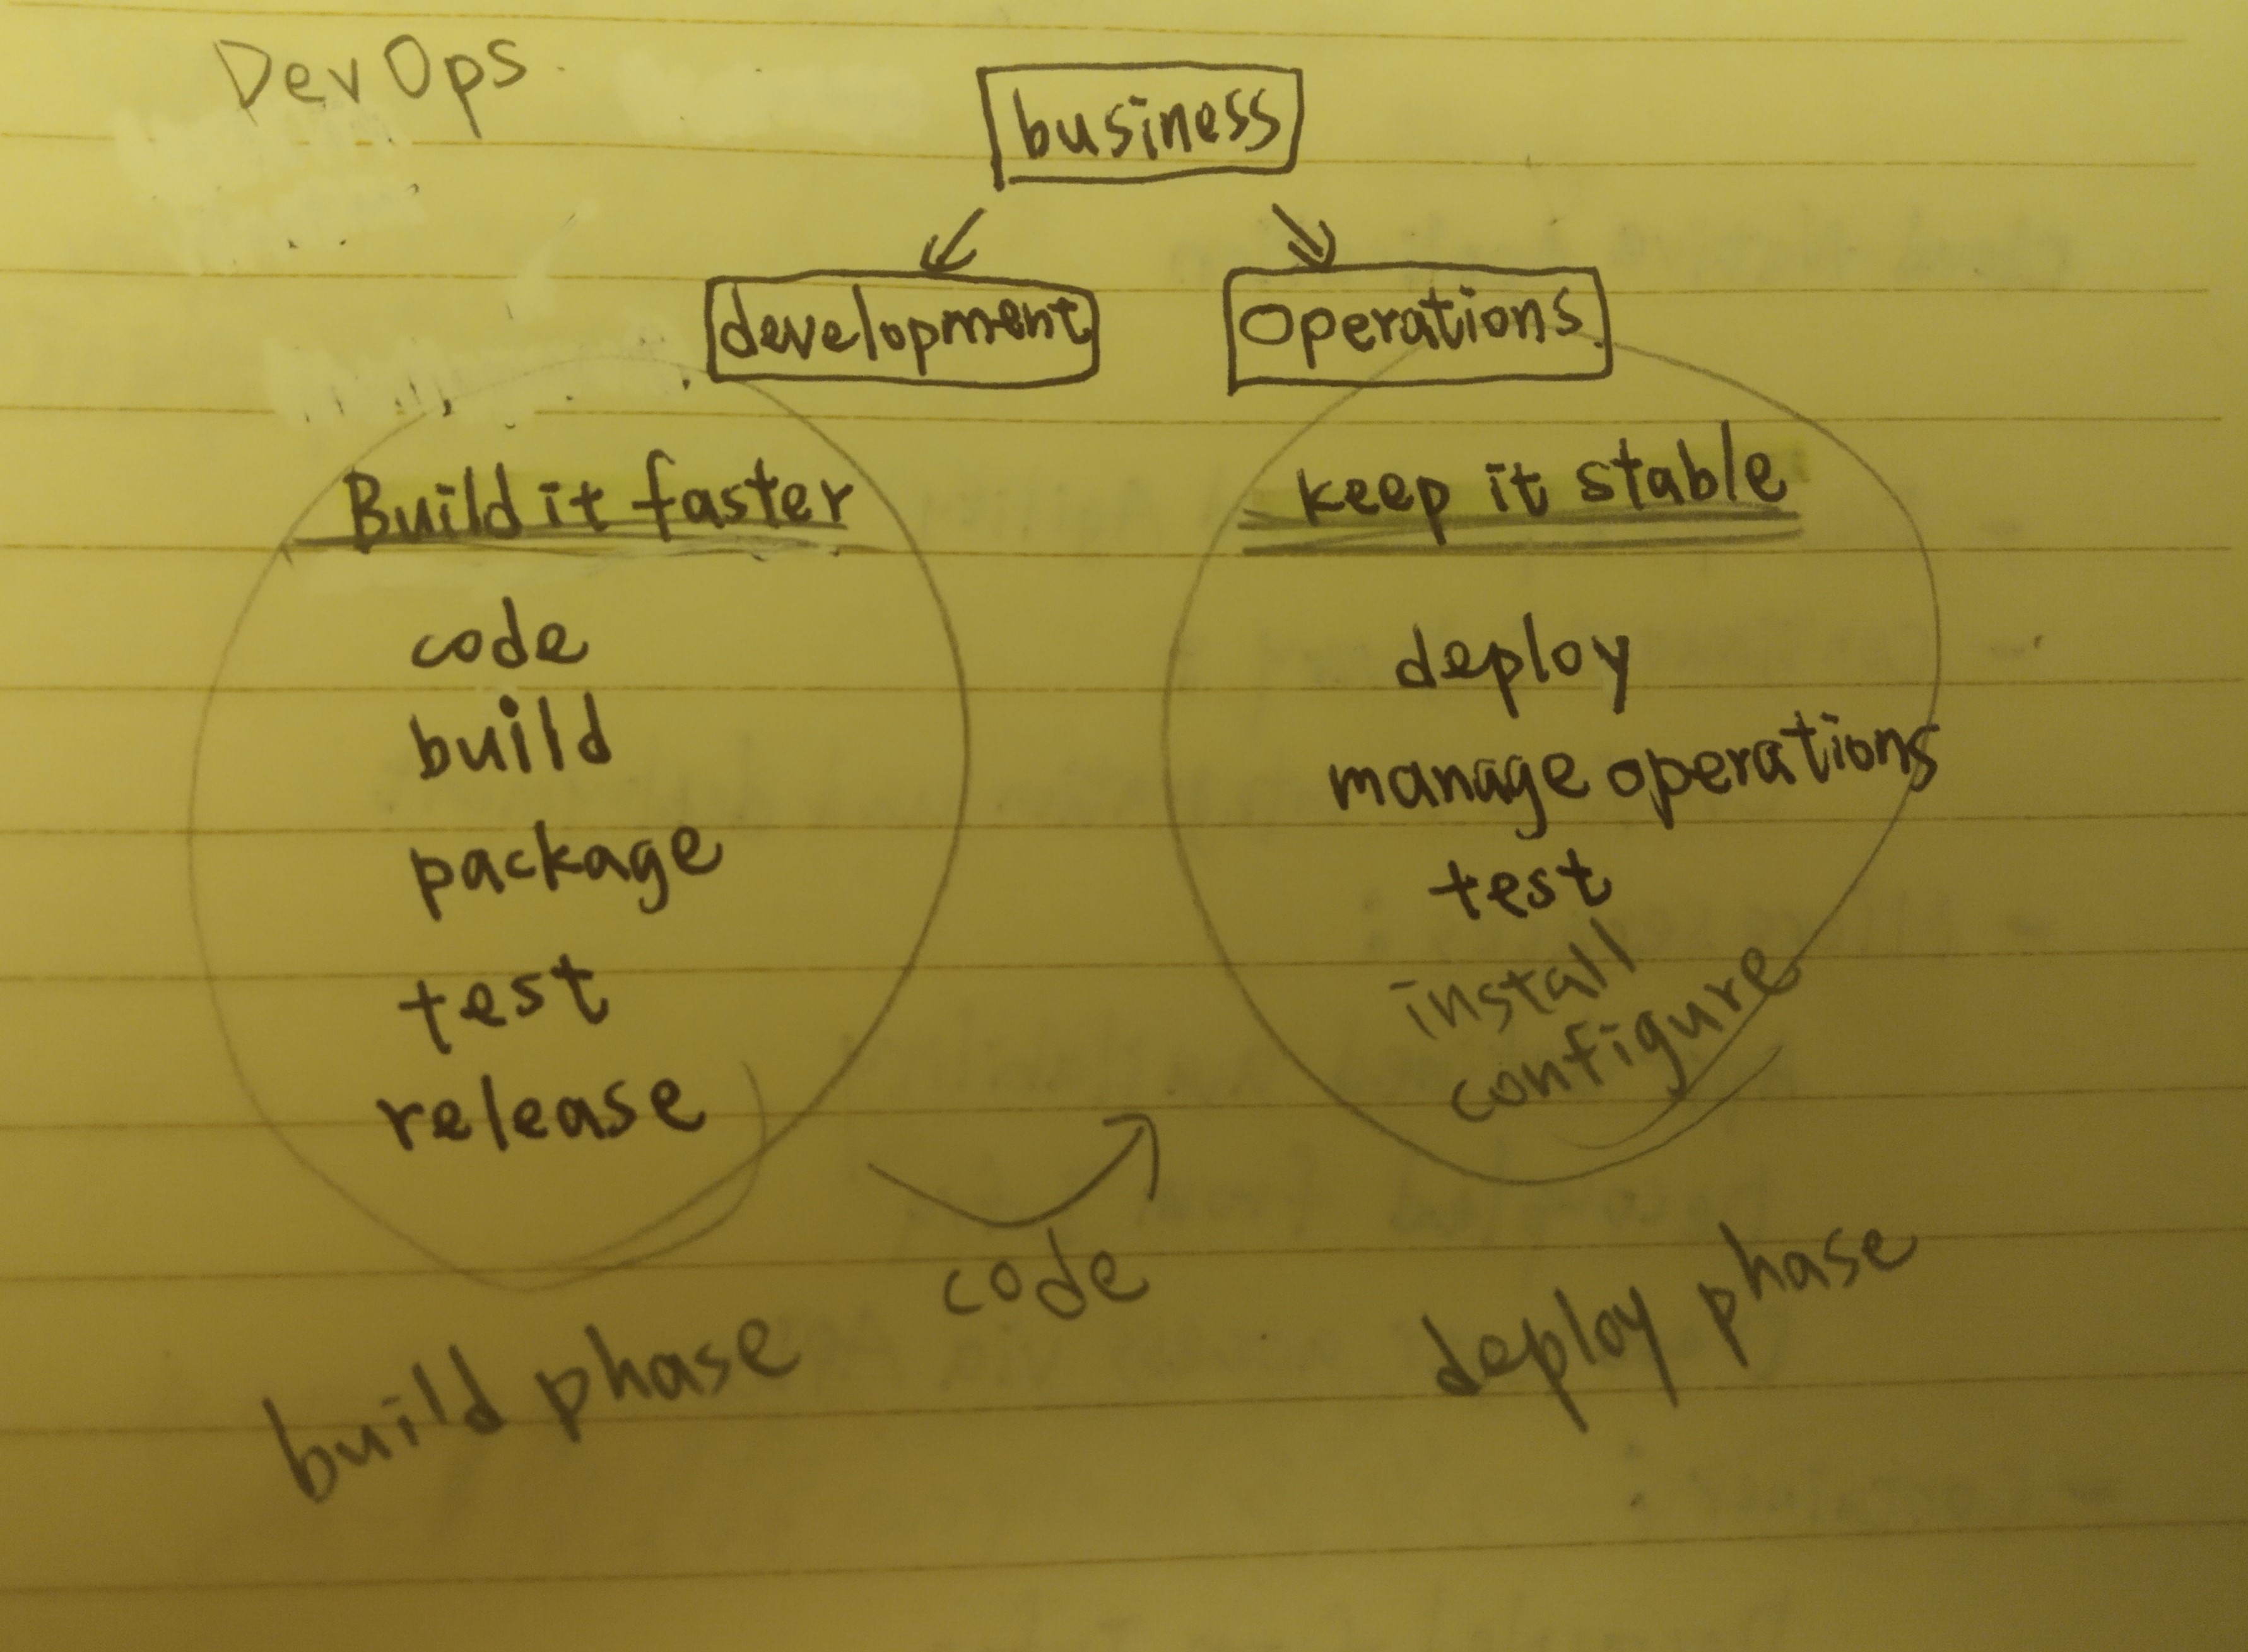 DevOps
business
development
Operations
Build it faster
code
build
package
test
release
keep it stable
deploy
manage operations
test
install
configure
code
build phase
deploy phase